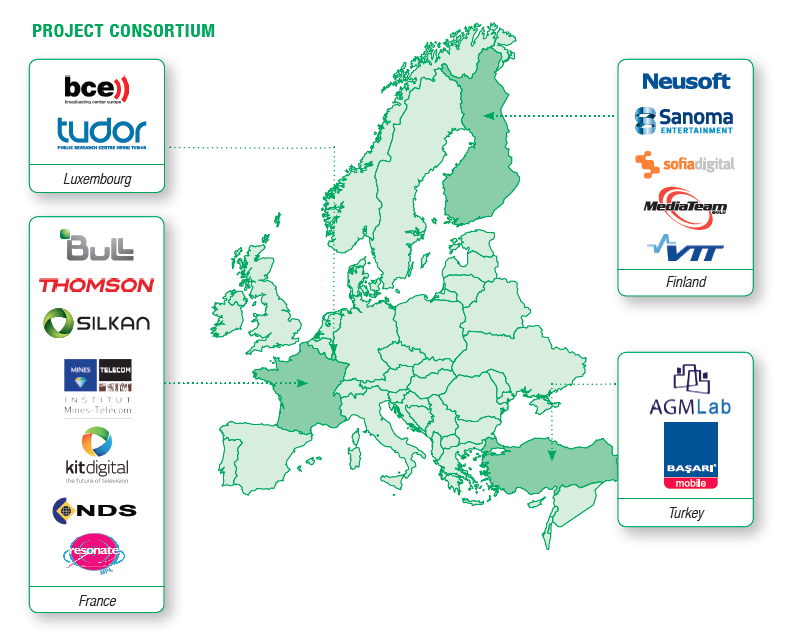 PROJECT CONSORTIUM
bce
broadcasting center europe
tudor
PUBLIC RESEARCH CENTRE HENRI TUDOR
Luxembourg
Bull
THOMSON
SILKAN
MINES TELECOM
INSTITUT
Mines-Télécom
kitdigital
the future of television
NDS
resonate
MP4
France
Neusoft
Sanoma
ENTERTAINMENT
sofiadigital
MediaTeam
OULU
VTT
Finland
AGMLab
BAŞARI
mobile
Turkey